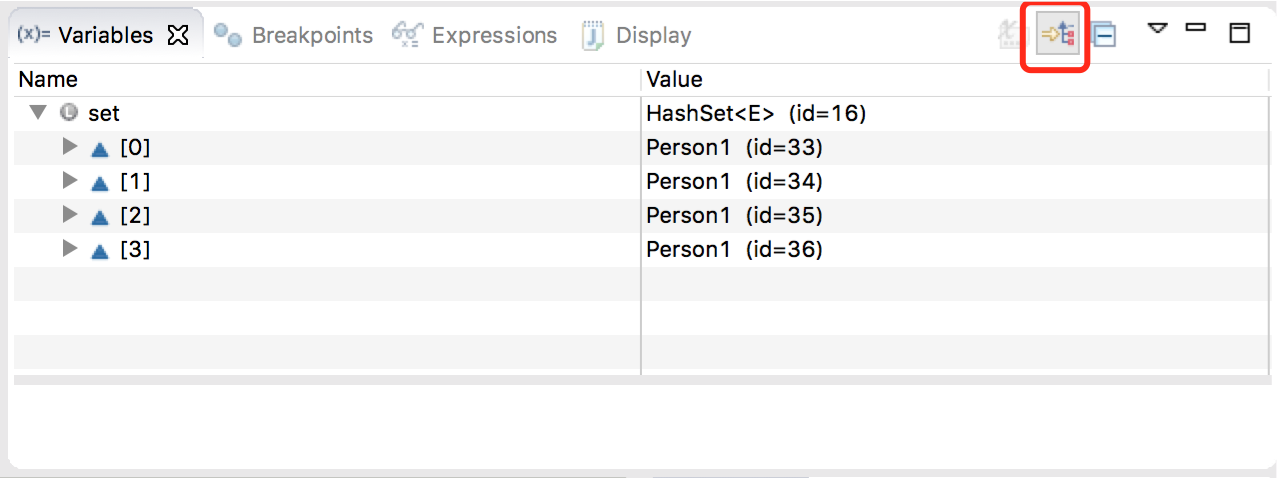 (x)= Variables Breakpoints Expressions Display
Name Value
L set HashSet<E> (id=16)
[0] Person1 (id=33)
[1] Person1 (id=34)
[2] Person1 (id=35)
[3] Person1 (id=36)